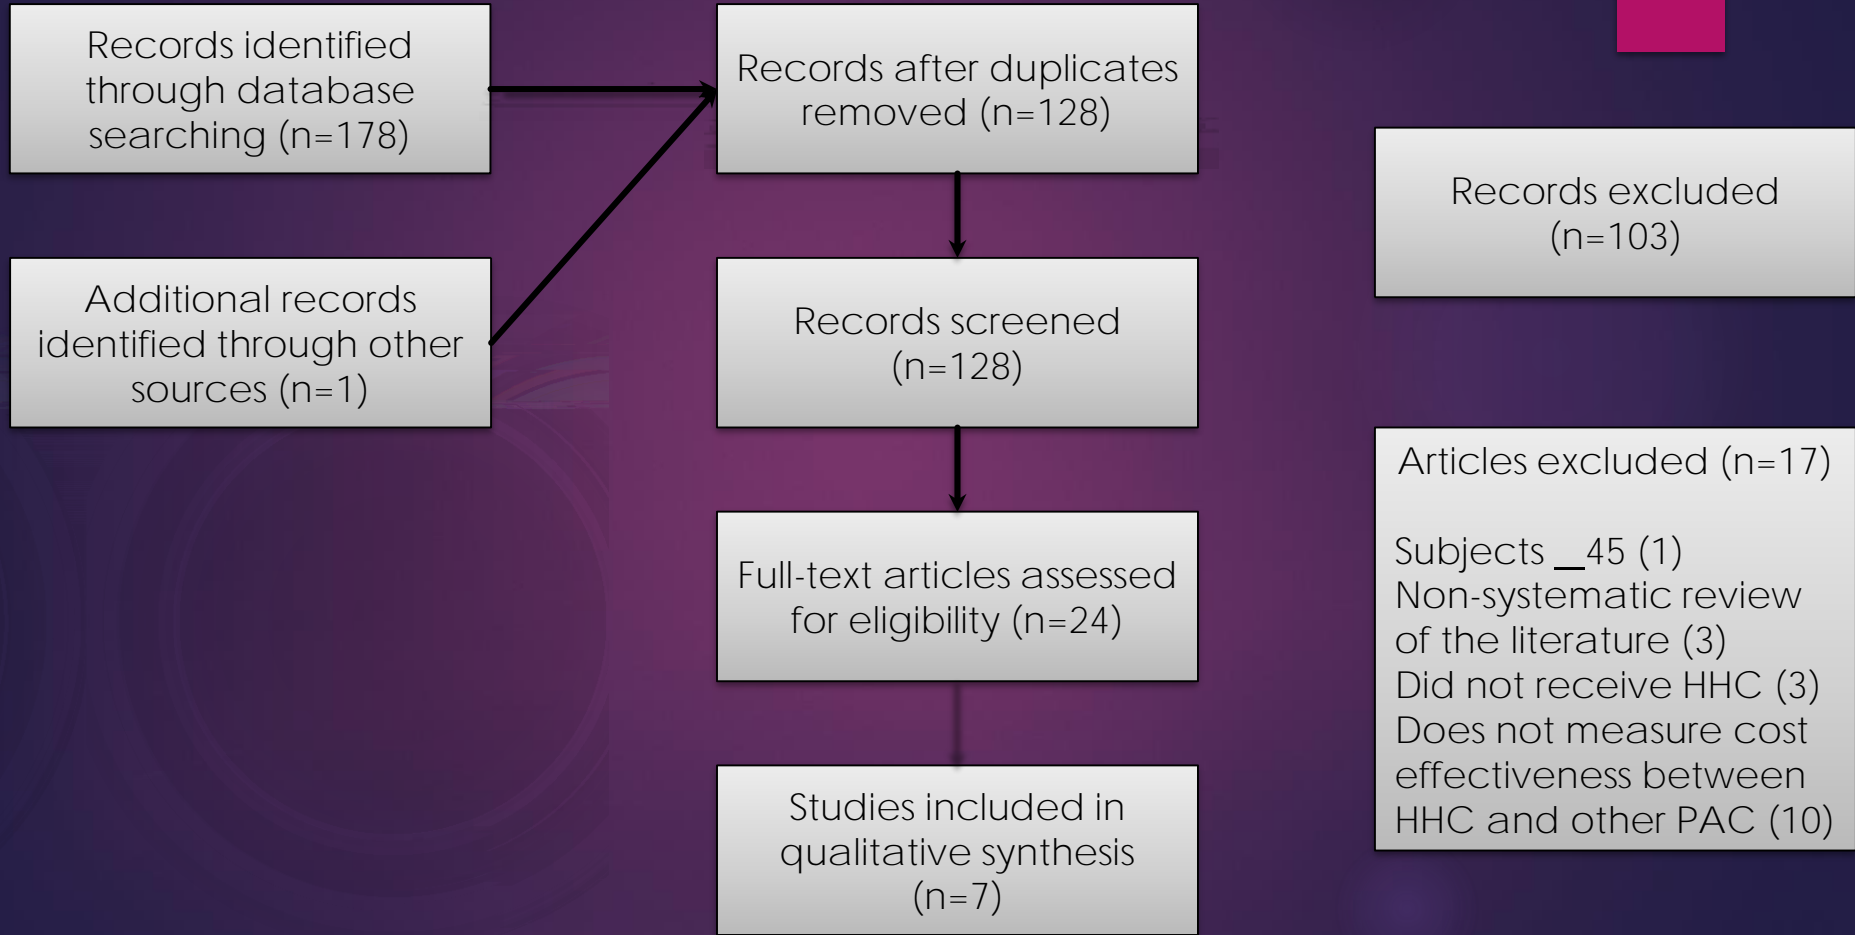 Records identified
through database
searching (n=178)
Additional records
identified through other
sources (n=1)
Records after duplicates
removed (n=128)
Records screened
(n=128)
Full-text articles assessed
for eligibility (n=24)
Studies included in
qualitative synthesis
(n=7)
Records excluded
(n=103)
Articles excluded (n=17)
Subjects _45 (1)
Non-systematic review
of the literature (3)
Did not receive HHC (3)
Does not measure cost
effectiveness between
HHC and other PAC (10)